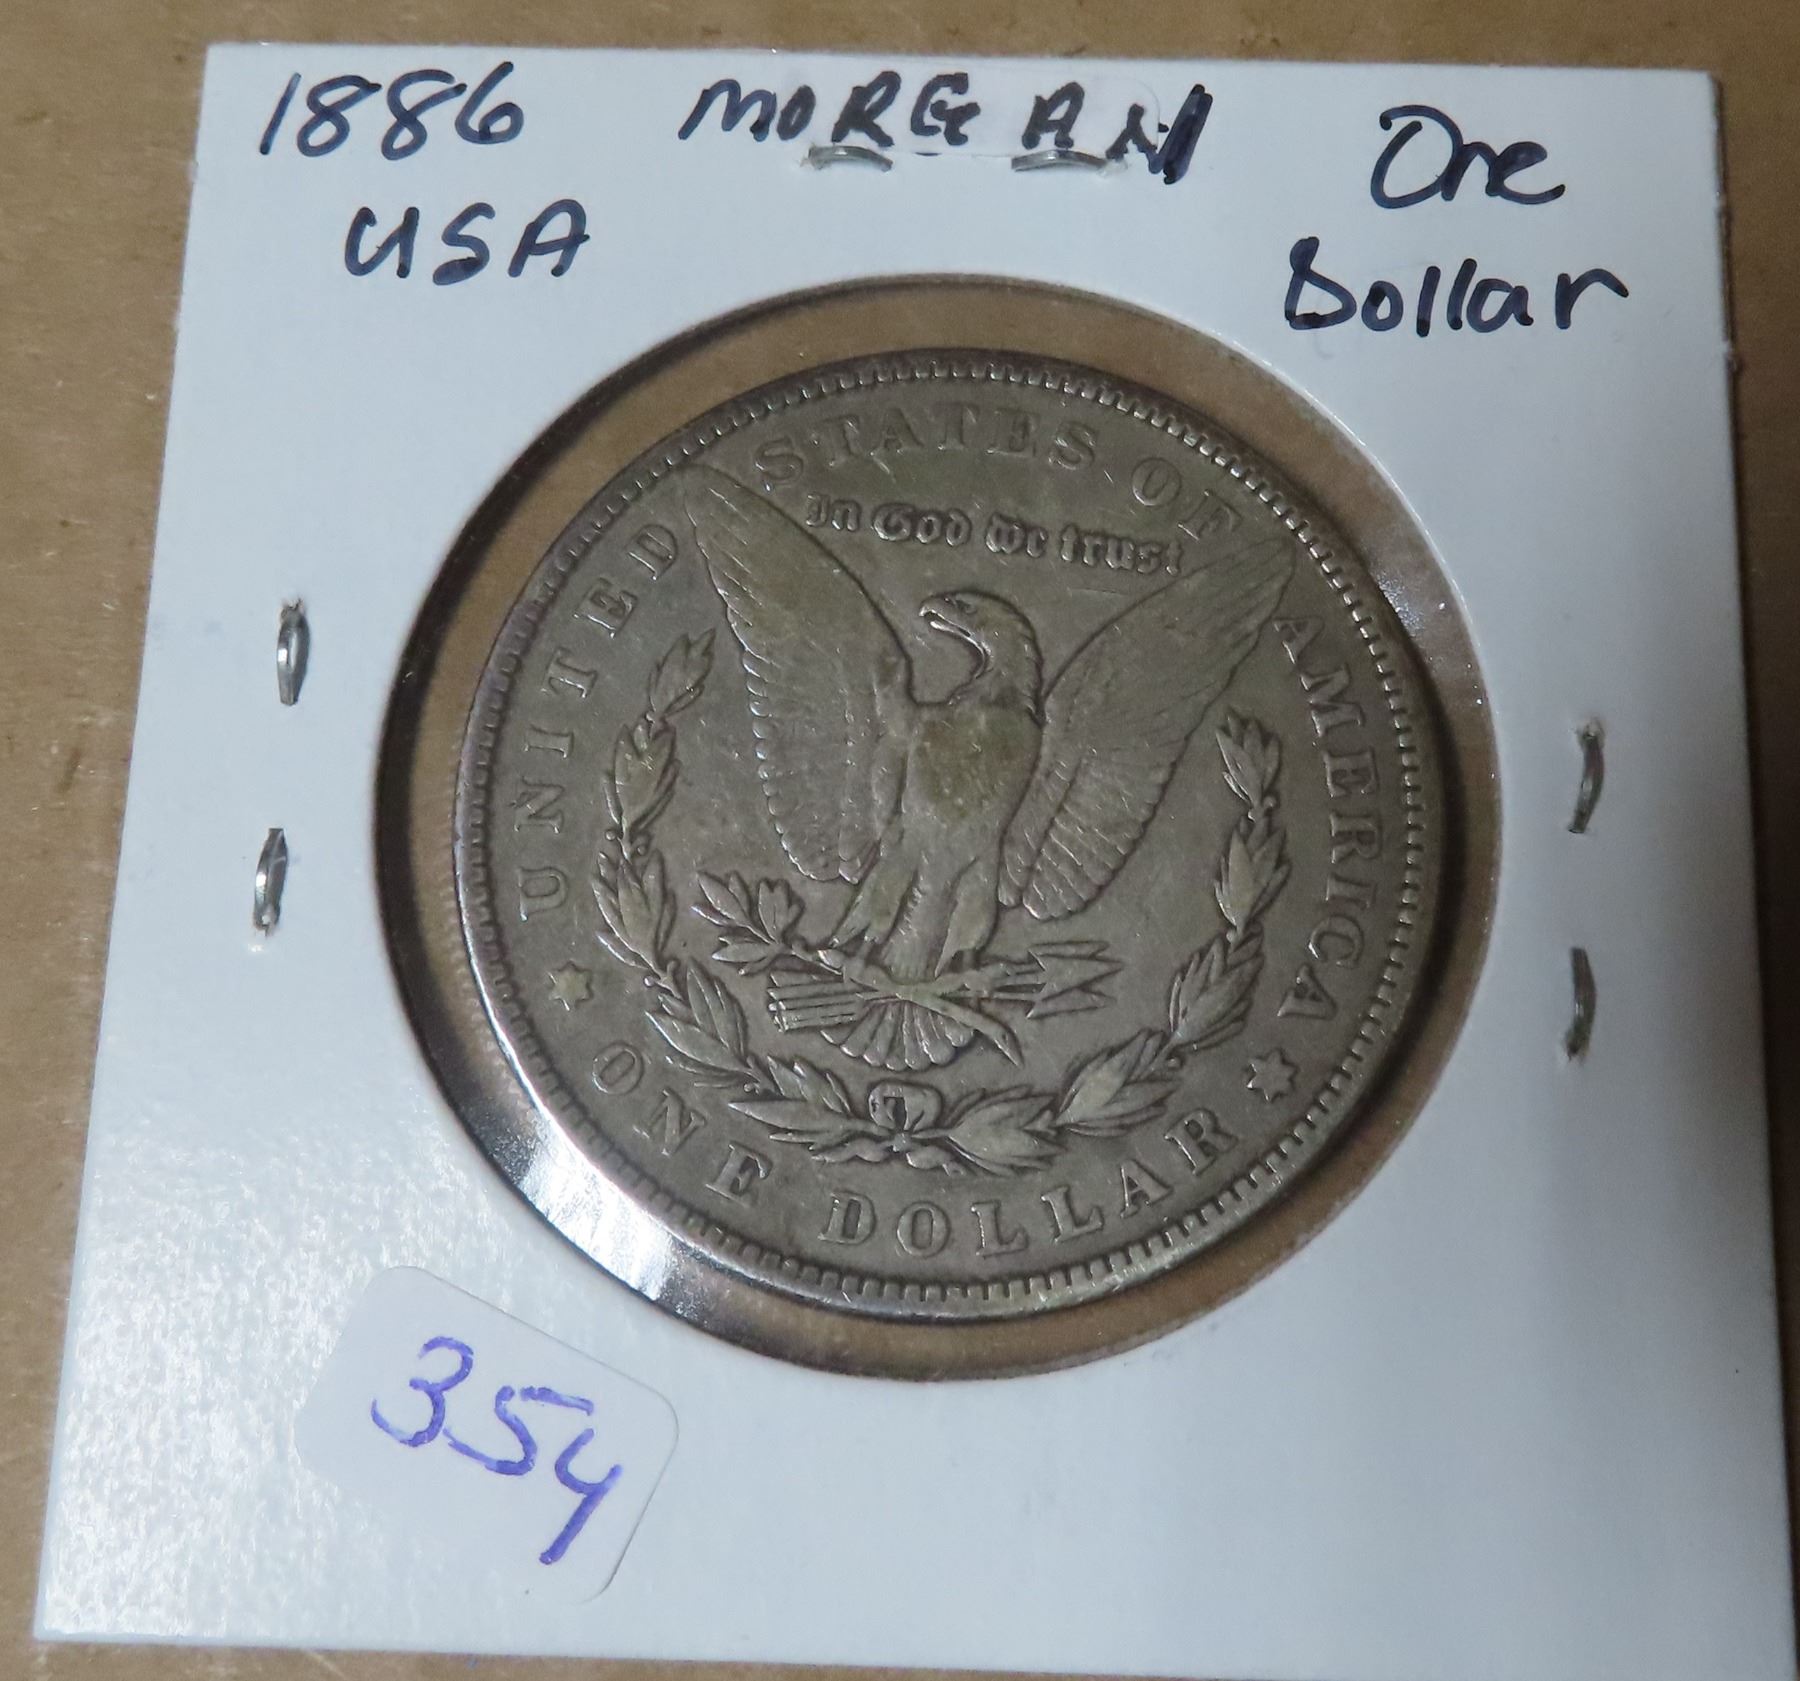 1886 MORGAN One
USA Dollar
UNITED STATES OF AMERICA
In God we trust
ONE DOLLAR
354